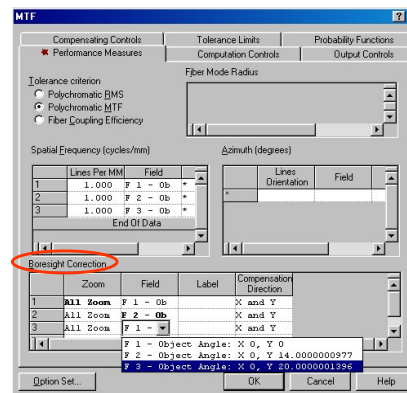 MTF
?
Compensating Controls Tolerance Limits Probability Functions
Performance Measures Computation Controls Output Controls
Tolerance criterion
Polychromatic RMS
Polychromatic MTF
Fiber Coupling Efficiency
Fiber Mode Radius
Spatial Frequency (cycles/mm)
Lines Per MM Field
1 1.000 F 1 - Ob *
2 1.000 F 2 - Ob *
3 1.000 F 3 - Ob *
End Of Data
Azimuth (degrees)
Lines Orientation Field
*
Boresight Correction
Zoom Field Label Compensation Direction
1 All Zoom F 1 - Ob X and Y
2 All Zoom F 2 - Ob X and Y
3 All Zoom F 1 - X and Y
F 1 - Object Angle: X 0, Y 0
F 2 - Object Angle: X 0, Y 14.0000000977
F 3 - Object Angle: X 0, Y 20.0000001396
Option Set... OK Cancel Help